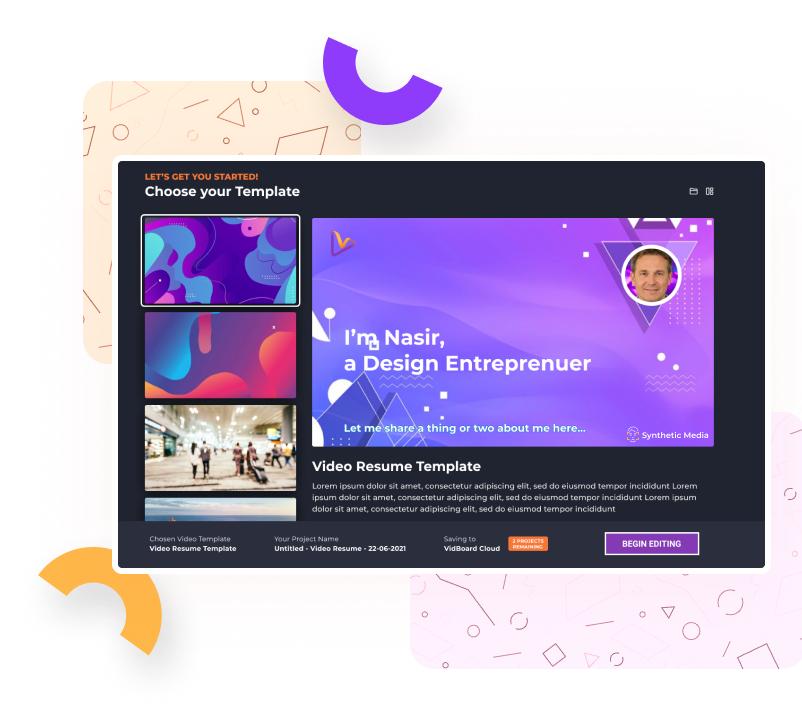 LET'S GET YOU STARTED!
Choose your Template
I'm Nasir,
a Design Entreprenuer
Let me share a thing or two about me here...
Synthetic Media
Video Resume Template
Lorem ipsum dolor sit amet, consectetur adipiscing elit, sed do eiusmod tempor incididunt Lorem
ipsum dolor sit amet, consectetur adipiscing elit, sed do eiusmod tempor incididunt Lorem ipsum
dolor sit amet, consectetur adipiscing elit, sed do eiusmod tempor incididunt
Chosen Video Template
Video Resume Template
Your Project Name
Untitled - Video Resume - 22-06-2021
Saving to
VidBoard Cloud
2 PROJECTS
REMAINING
BEGIN EDITING